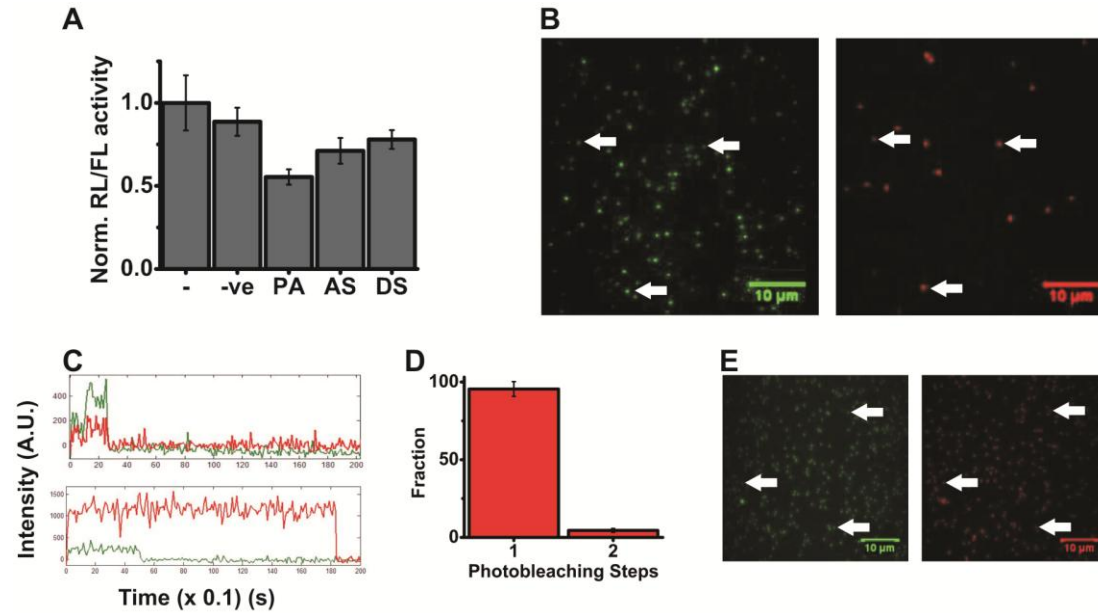 A
Norm. RL/FL activity
1.0
0.5
0.0
- -ve PA AS DS
B
10 µm
10 µm
C
Intensity (A.U.)
400
200
0
0 20 40 60 80 100 120 140 160 180 200
1500
1000
500
0
0 20 40 60 80 100 120 140 160 180 200
Time (x 0.1) (s)
D
Fraction
100
50
0
1 2
Photobleaching Steps
E
10 µm
10 µm